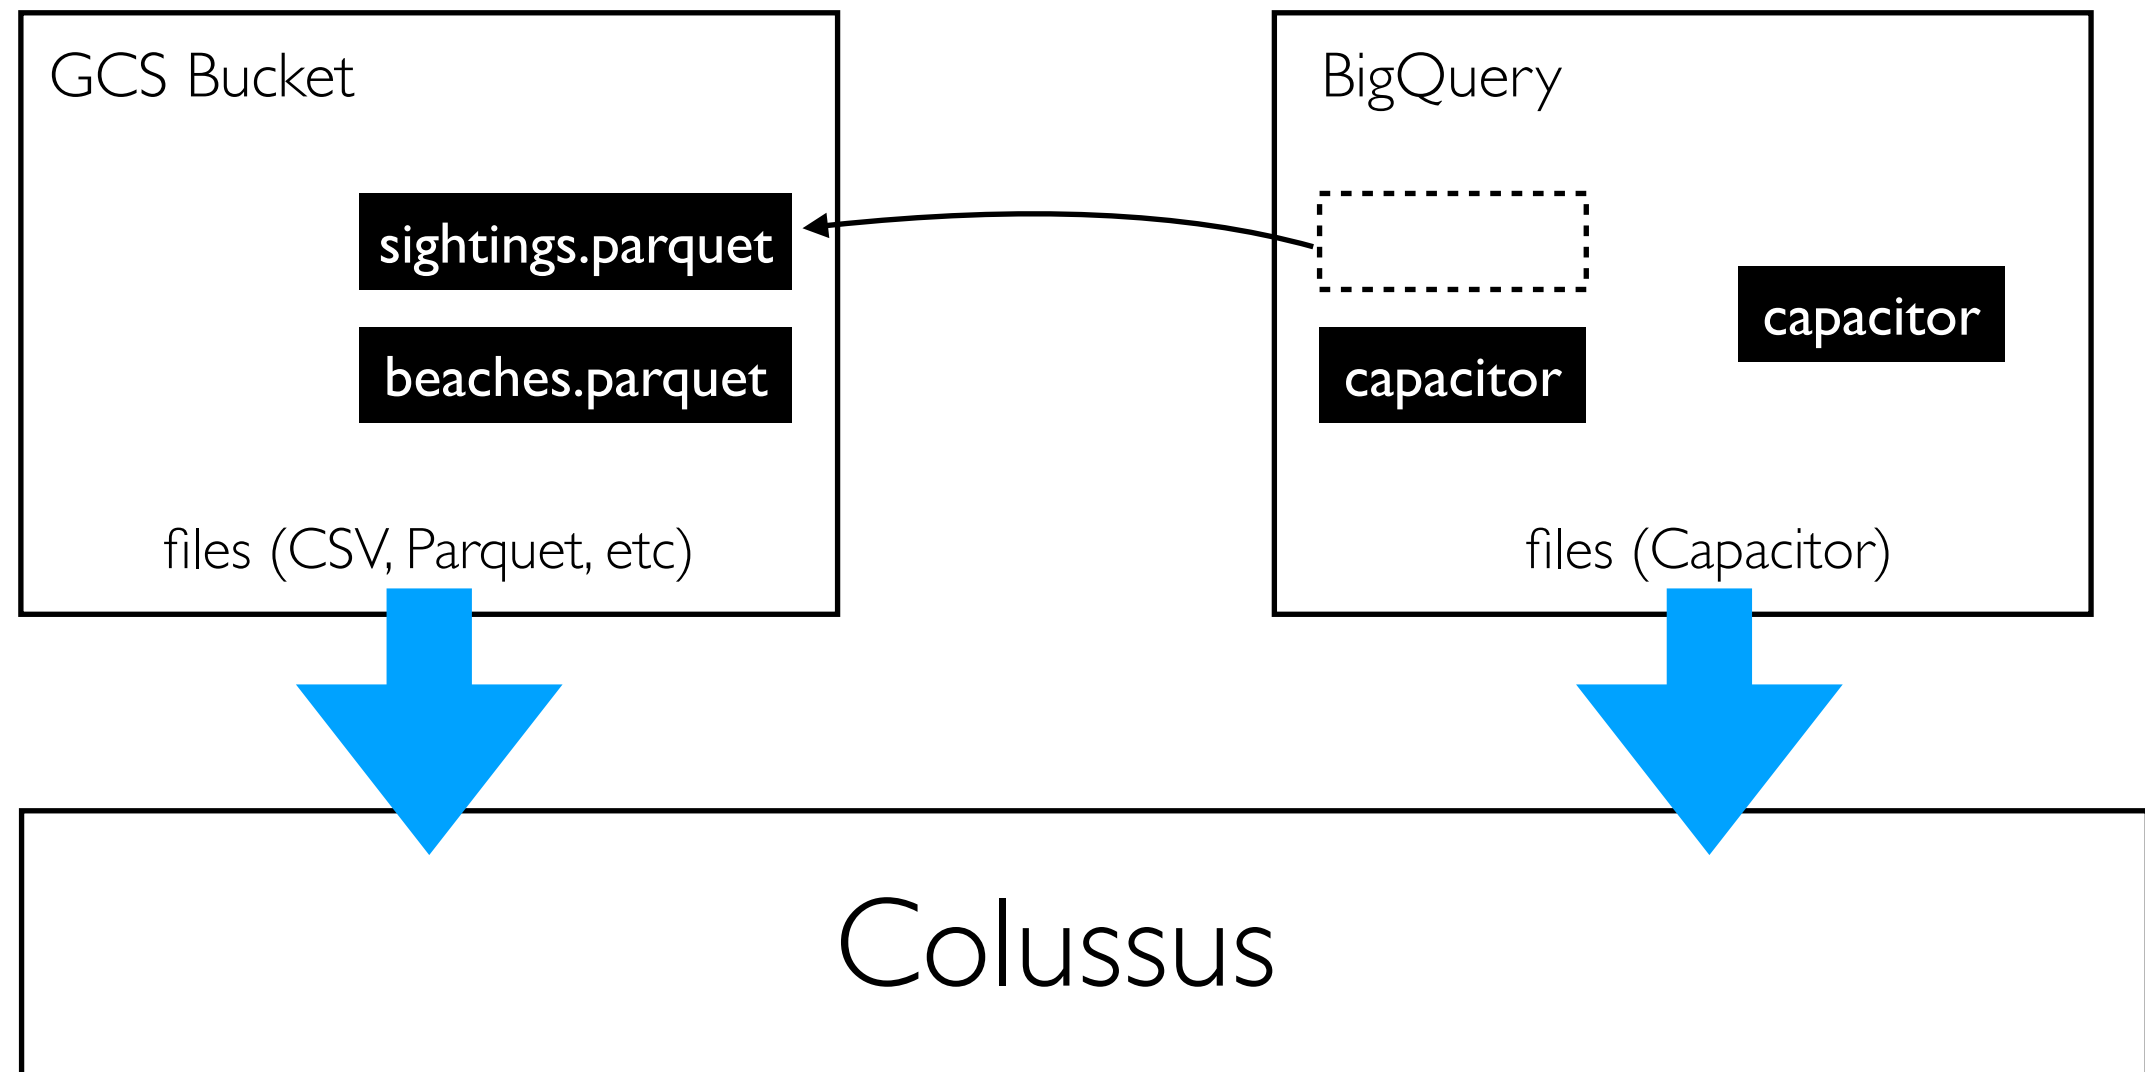 GCS Bucket
sightings.parquet
beaches.parquet
files (CSV, Parquet, etc)
BigQuery
capacitor
capacitor
files (Capacitor)
Colussus